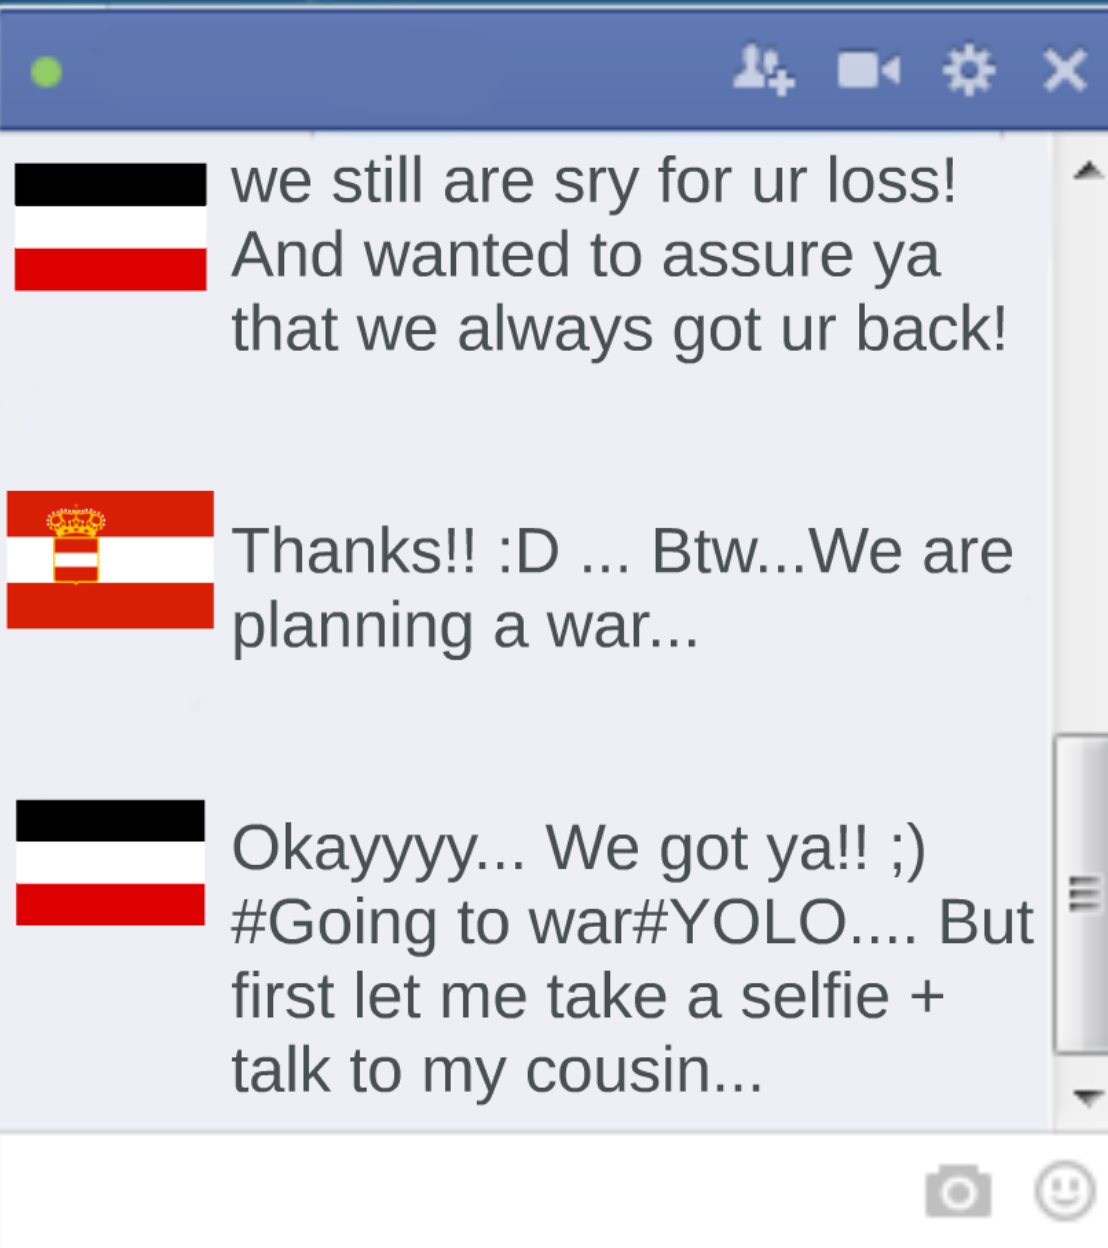 we still are sry for ur loss!
And wanted to assure ya
that we always got ur back!
Thanks!! :D ... Btw...We are
planning a war...
Okayyyy... We got ya!! ;)
#Going to war#YOLO.... But
first let me take a selfie +
talk to my cousin...